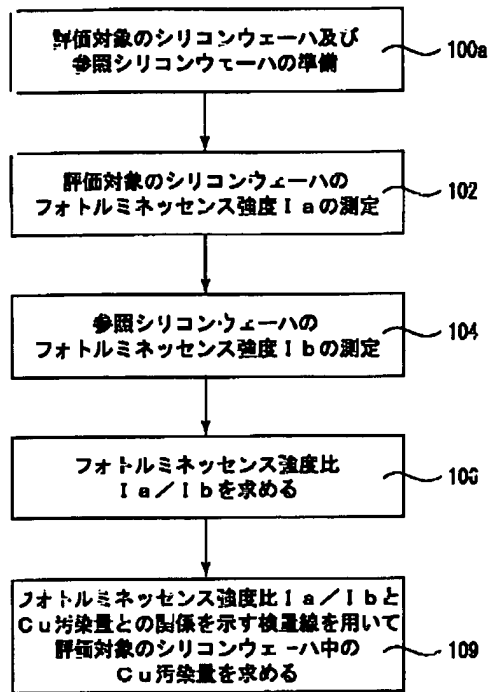 評価対象のシリコンウェーハ及び
参照シリコンウェーハの準備
100a
評価対象のシリコンウェーハの
フォトルミネッセンス強度Ｉａの測定
102
参照シリコンウェーハの
フォトルミネッセンス強度Ｉｂの測定
104
フォトルミネッセンス強度比
Ｉａ／Ｉｂを求める
106
フォトルミネッセンス強度比Ｉａ／Ｉｂと
Ｃｕ汚染量との関係を示す検量線を用いて
評価対象のシリコンウェーハ中の
Ｃｕ汚染量を求める
109